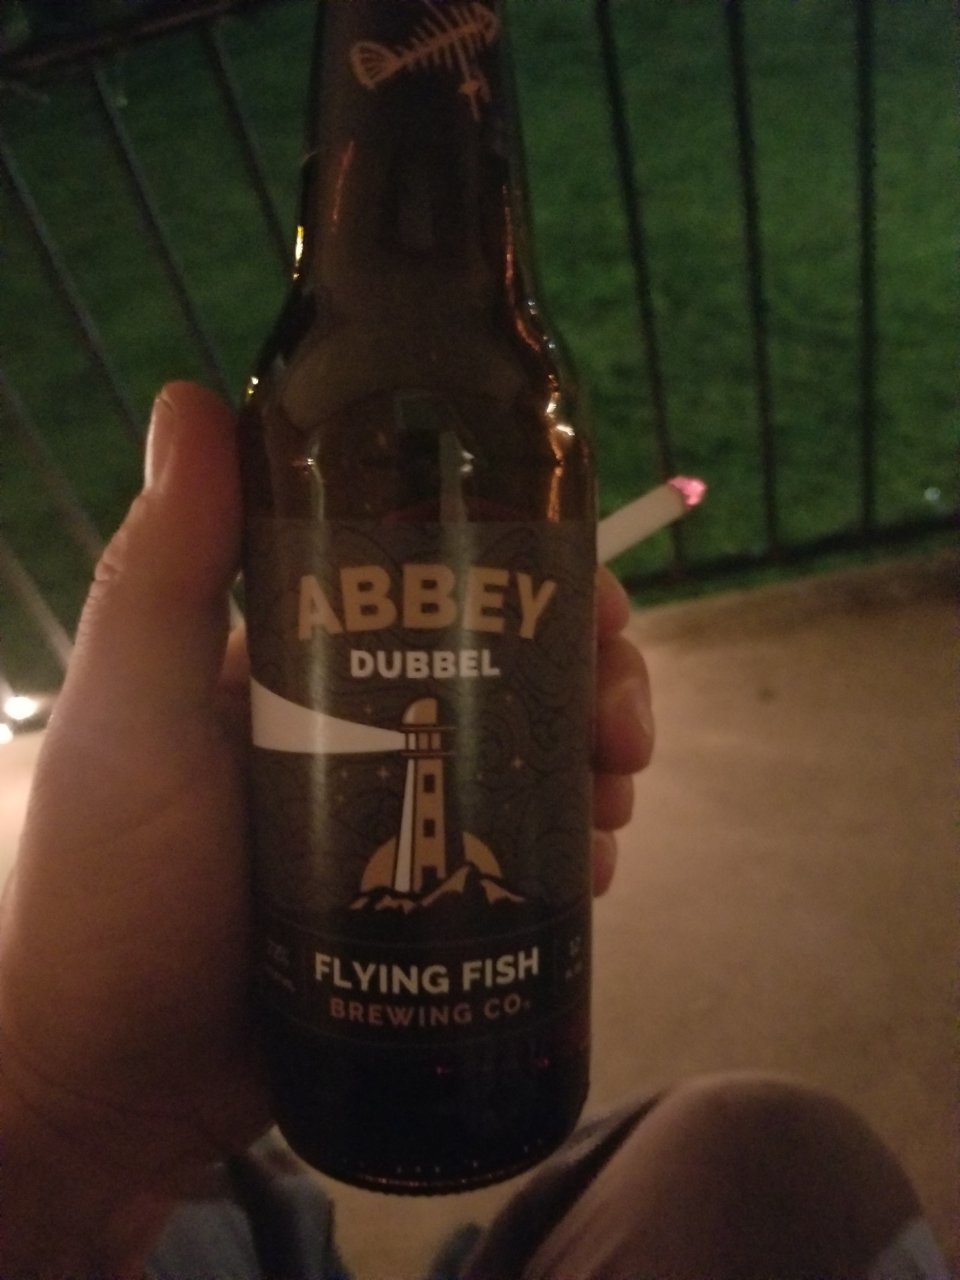 ABBEY
DUBBEL
FLYING FISH
BREWING CO.